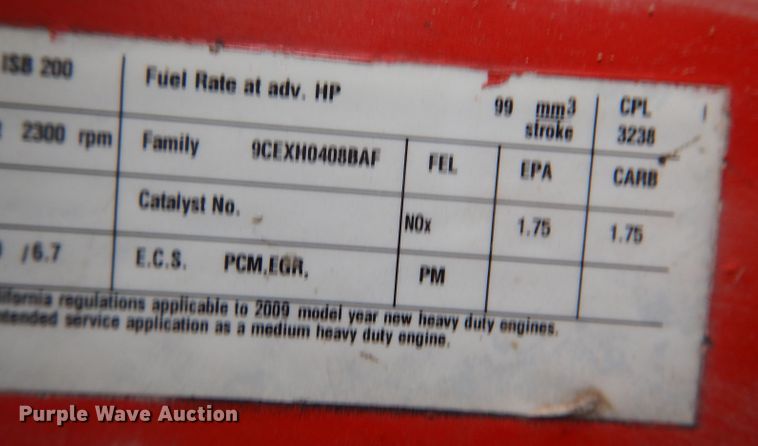 ISB 200 Fuel Rate at adv. HP 99 mm3 CPL
stroke 3238
2300 rpm Family 9CEXH0408BAF FEL EPA CARB
Catalyst No. NOx 1.75 1.75
/6.7 E.C.S. PCM,EGR, PM
lifornia regulations applicable to 2009 model year new heavy duty engines.
ntended service application as a medium heavy duty engine.
Purple Wave Auction